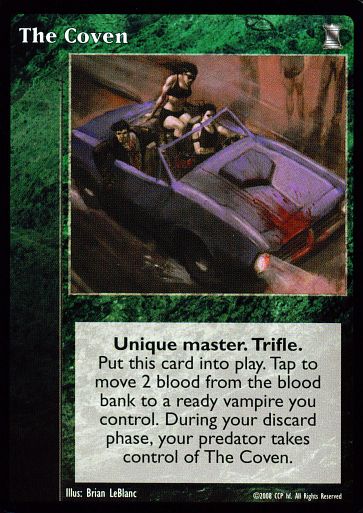 The Coven
Unique master. Trifle.
Put this card into play. Tap to
move 2 blood from the blood
bank to a ready vampire you
control. During your discard
phase, your predator takes
control of The Coven.
Illus: Brian LeBlanc ©2008 CCP hf. All Rights Reserved